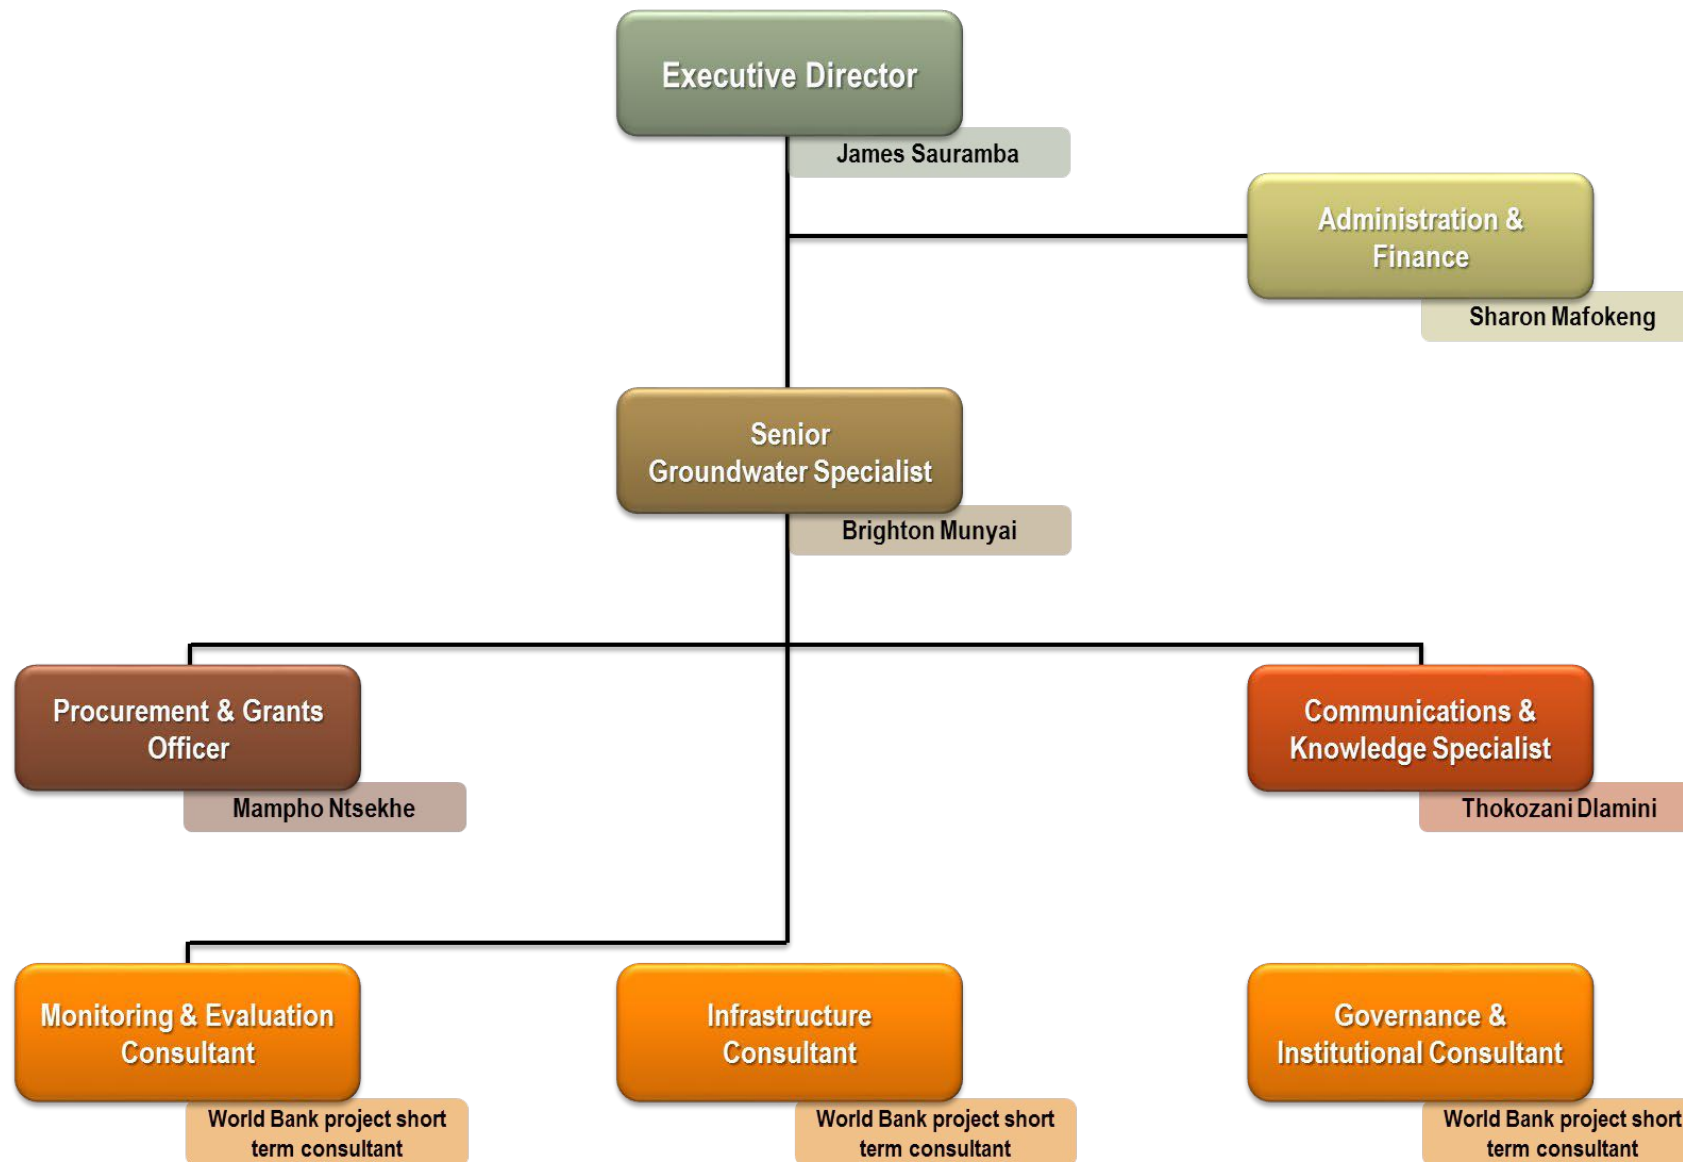 Executive Director
James Sauramba
Administration &
Finance
Sharon Mafokeng
Senior
Groundwater Specialist
Brighton Munyai
Procurement & Grants
Officer
Mampho Ntsekhe
Communications &
Knowledge Specialist
Thokozani Dlamini
Monitoring & Evaluation
Consultant
World Bank project short
term consultant
Infrastructure
Consultant
World Bank project short
term consultant
Governance &
Institutional Consultant
World Bank project short
term consultant